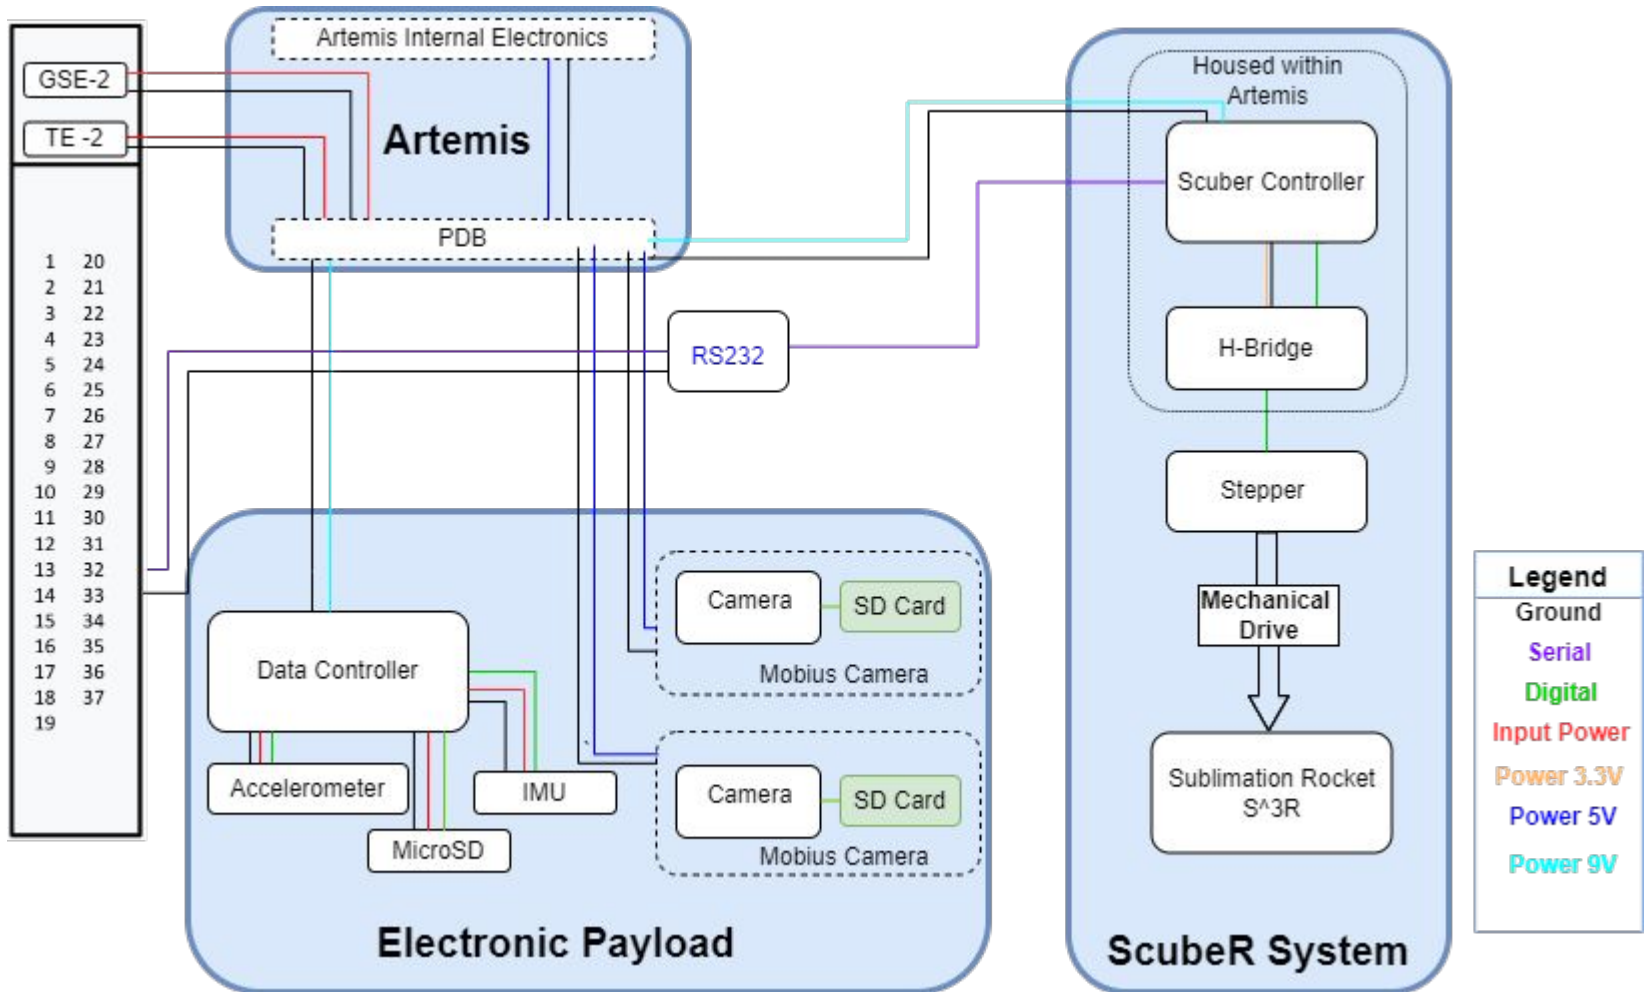 GSE-2
TE -2
1 20
2 21
3 22
4 23
5 24
6 25
7 26
8 27
9 28
10 29
11 30
12 31
13 32
14 33
15 34
16 35
17 36
18 37
19
Artemis Internal Electronics
Artemis
PDB
RS232
Housed within
Artemis
Scuber Controller
H-Bridge
Stepper
Mechanical
Drive
Sublimation Rocket
S^3R
ScubeR System
Data Controller
Accelerometer
MicroSD
IMU
Camera
SD Card
Mobius Camera
Camera
SD Card
Mobius Camera
Electronic Payload
Legend
Ground
Serial
Digital
Input Power
Power 3.3V
Power 5V
Power 9V